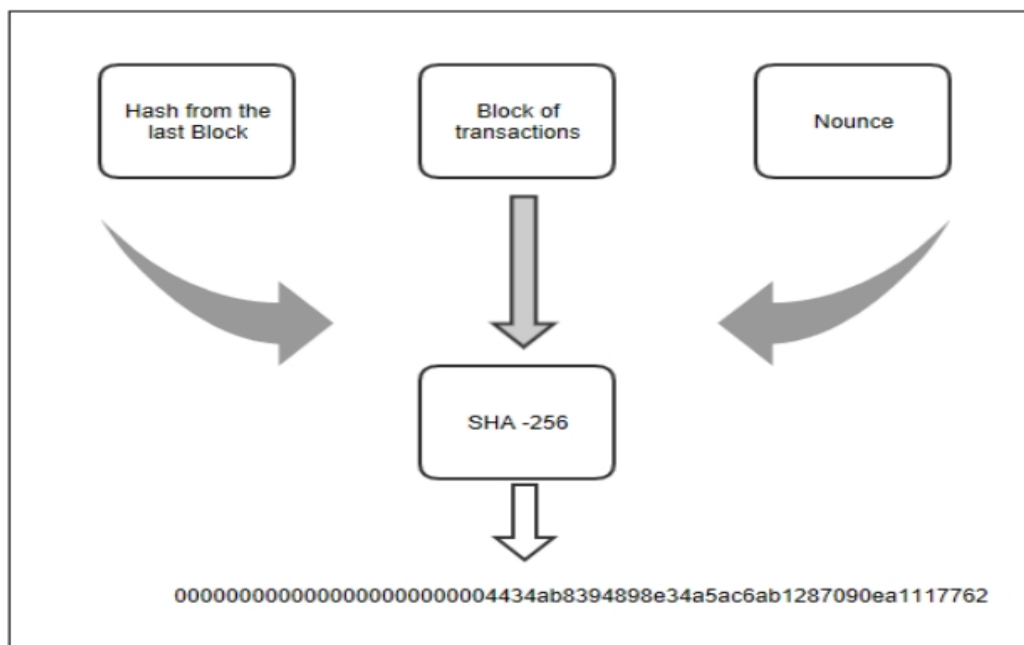 Hash from the
last Block
Block of
transactions
Nounce
SHA -256
0000000000000000000000004434ab8394898e34a5ac6ab1287090ea1117762